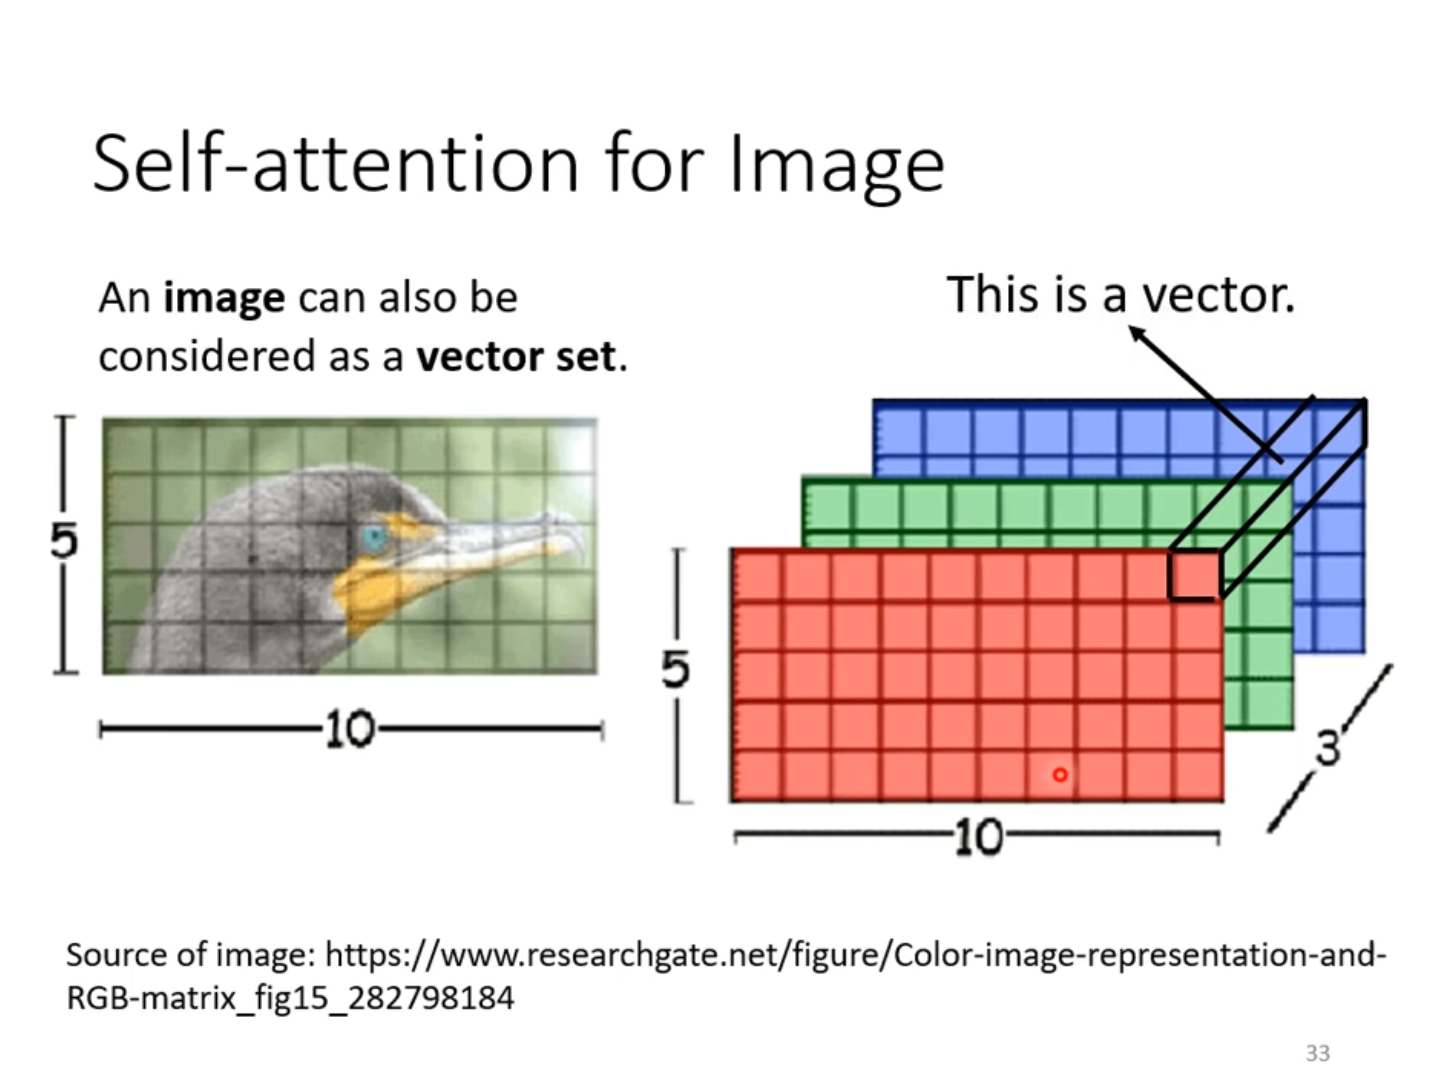 Self-attention for Image
An image can also be
considered as a vector set.
This is a vector.
5
10
5
10
3
Source of image: https://www.researchgate.net/figure/Color-image-representation-and-
RGB-matrix_fig15_282798184
33